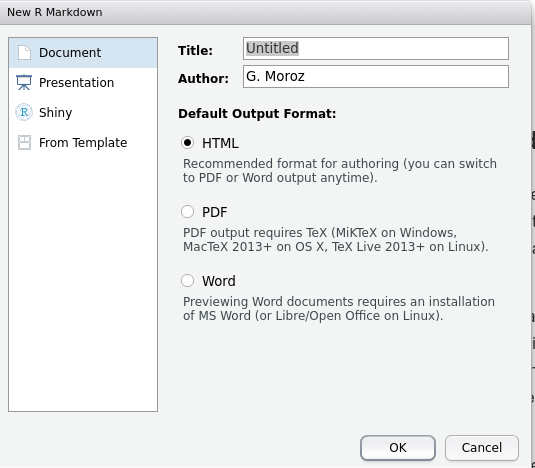 New R Markdown
Document
Presentation
Shiny
From Template
Title: Untitled
Author: G. Moroz
Default Output Format:
HTML
Recommended format for authoring (you can switch
to PDF or Word output anytime).
PDF
PDF output requires TeX (MiKTeX on Windows,
MacTeX 2013+ on OS X, TeX Live 2013+ on Linux).
Word
Previewing Word documents requires an installation
of MS Word (or Libre/Open Office on Linux).
OK Cancel